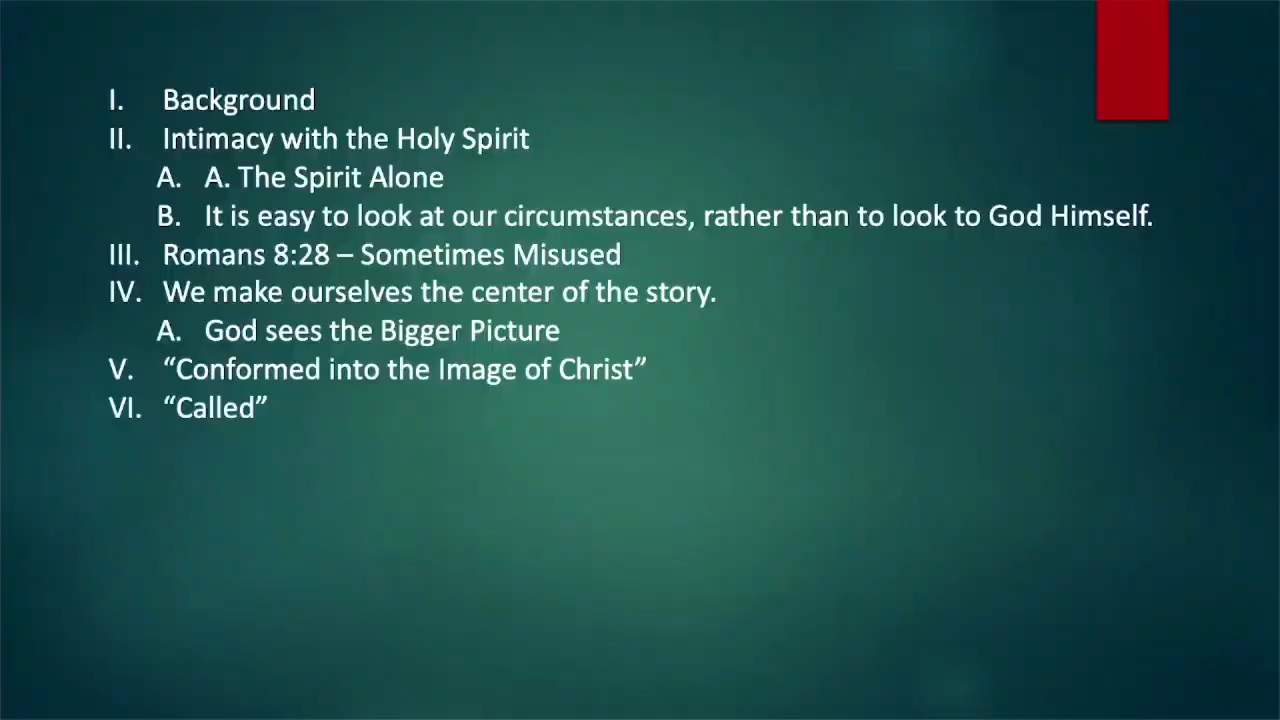 I. Background
II. Intimacy with the Holy Spirit
A. A. The Spirit Alone
B. It is easy to look at our circumstances, rather than to look to God Himself.
III. Romans 8:28 – Sometimes Misused
IV. We make ourselves the center of the story.
A. God sees the Bigger Picture
V. “Conformed into the Image of Christ”
VI. “Called”